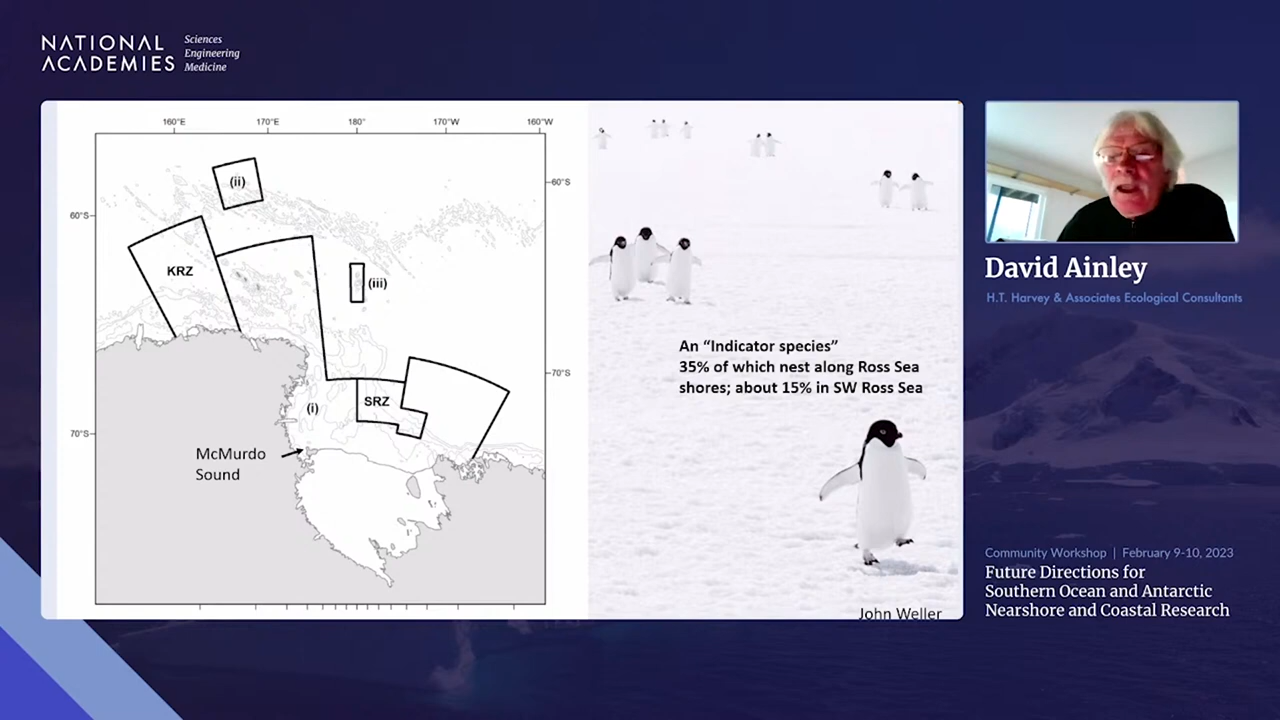 NATIONAL
ACADEMIES
Sciences
Engineering
Medicine
160°E
170°E
180°
170°W
160°W
(ii)
60°S
60°S
KRZ
(iii)
70°S
(i)
SRZ
70°S
McMurdo
Sound
An “Indicator species”
35% of which nest along Ross Sea
shores; about 15% in SW Ross Sea
John Weller
David Ainley
H.T. Harvey & Associates Ecological Consultants
Community Workshop | February 9-10, 2023
Future Directions for
Southern Ocean and Antarctic
Nearshore and Coastal Research